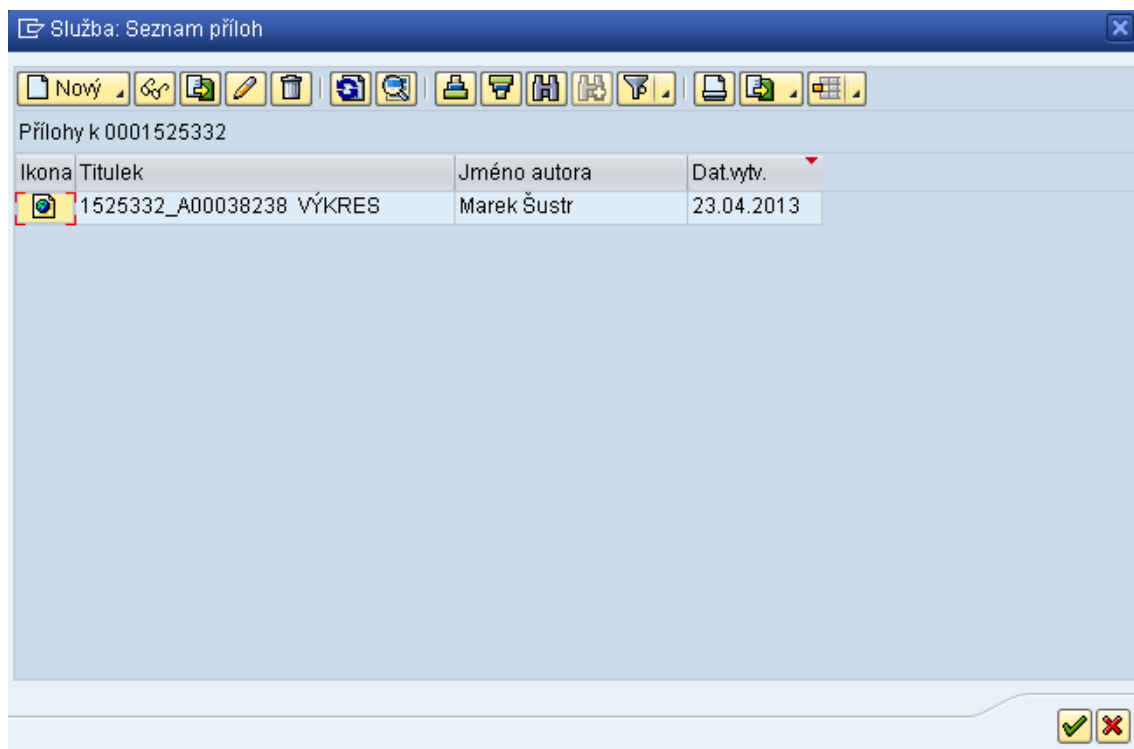 Služba: Seznam příloh
Nový
Přílohy k 0001525332
Ikona Titulek Jméno autora Dat.vytv.
1525332_A00038238 VÝKRES Marek Šustr 23.04.2013